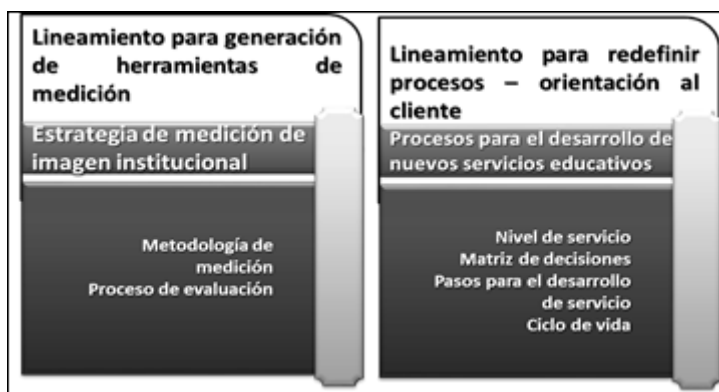 Lineamiento para generación
de herramientas de
medición
Estrategia de medición de
imagen institucional
Metodología de
medición
Proceso de evaluación
Lineamiento para redefinir
procesos – orientación al
cliente
Procesos para el desarrollo de
nuevos servicios educativos
Nivel de servicio
Matriz de decisiones
Pasos para el desarrollo
de servicio
Ciclo de vida